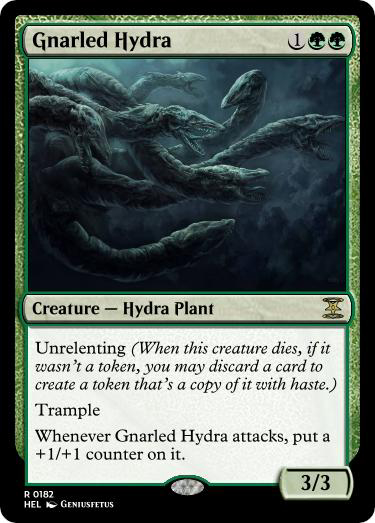 Gnarled Hydra 1
Creature — Hydra Plant
Unrelenting (When this creature dies, if it
wasn't a token, you may discard a card to
create a token that's a copy of it with haste.)
Trample
Whenever Gnarled Hydra attacks, put a
+1/+1 counter on it.
3/3
R 0182
HEL GENIUSFETUS